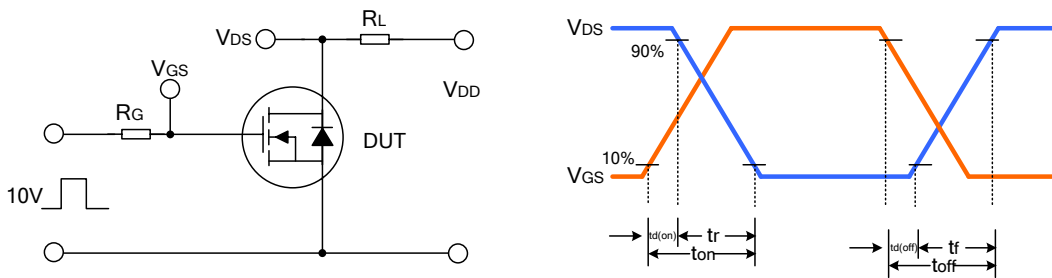 VDS
RL
VGS
VDD
RG
DUT
10V
VDS
90%
10%
VGS
td(on)
tr
ton
td(off)
tf
toff